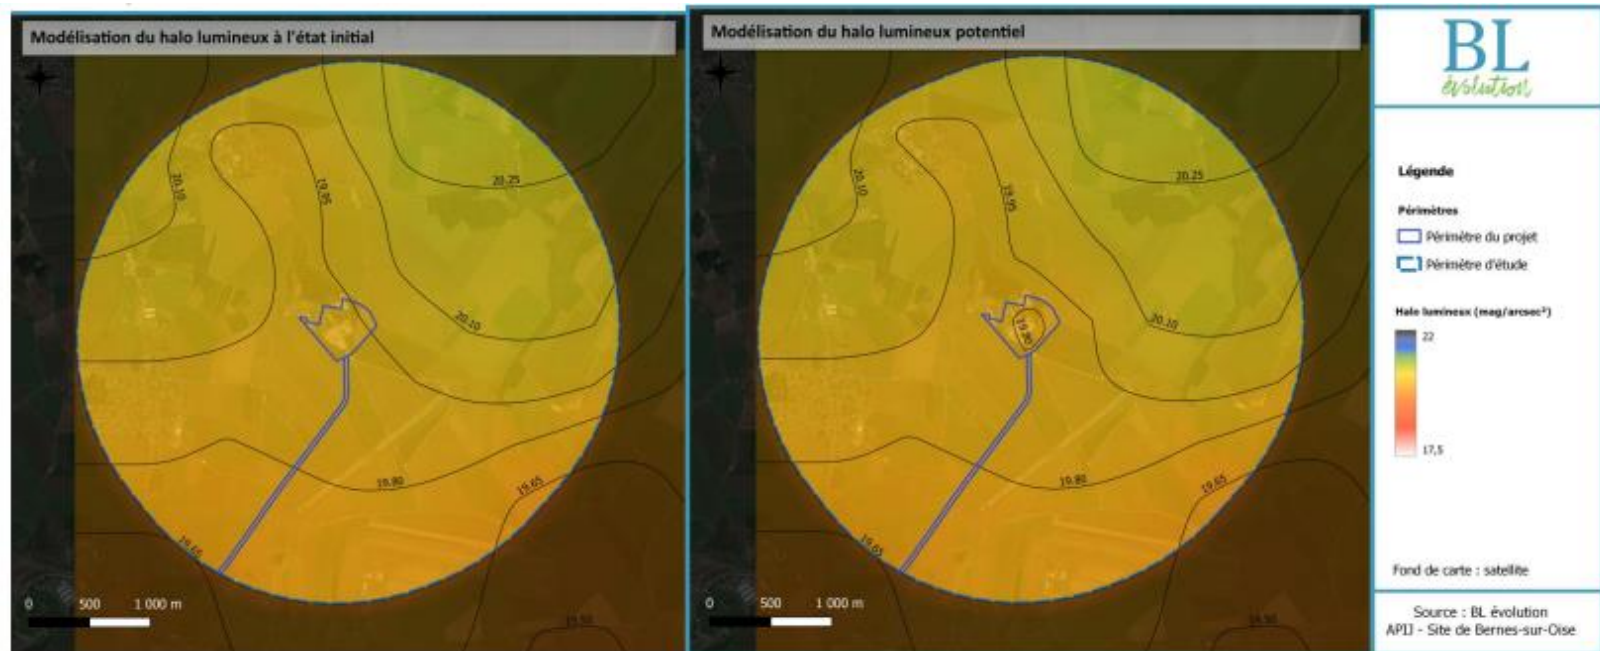 Modélisation du halo lumineux à l'état initial
20.10
19.95
20.25
20.10
19.80
19.65
19.65
19.50
0 500 1 000 m
Modélisation du halo lumineux potentiel
20.10
19.95
20.25
19.80
20.10
19.80
19.65
19.65
19.50
0 500 1 000 m
BL
évolution
Légende
Périmètres
Périmètre du projet
Périmètre d'étude
Halo lumineux (mag/arcsec²)
22
17,5
Fond de carte : satellite
Source : BL évolution
APIJ - Site de Bernes-sur-Oise